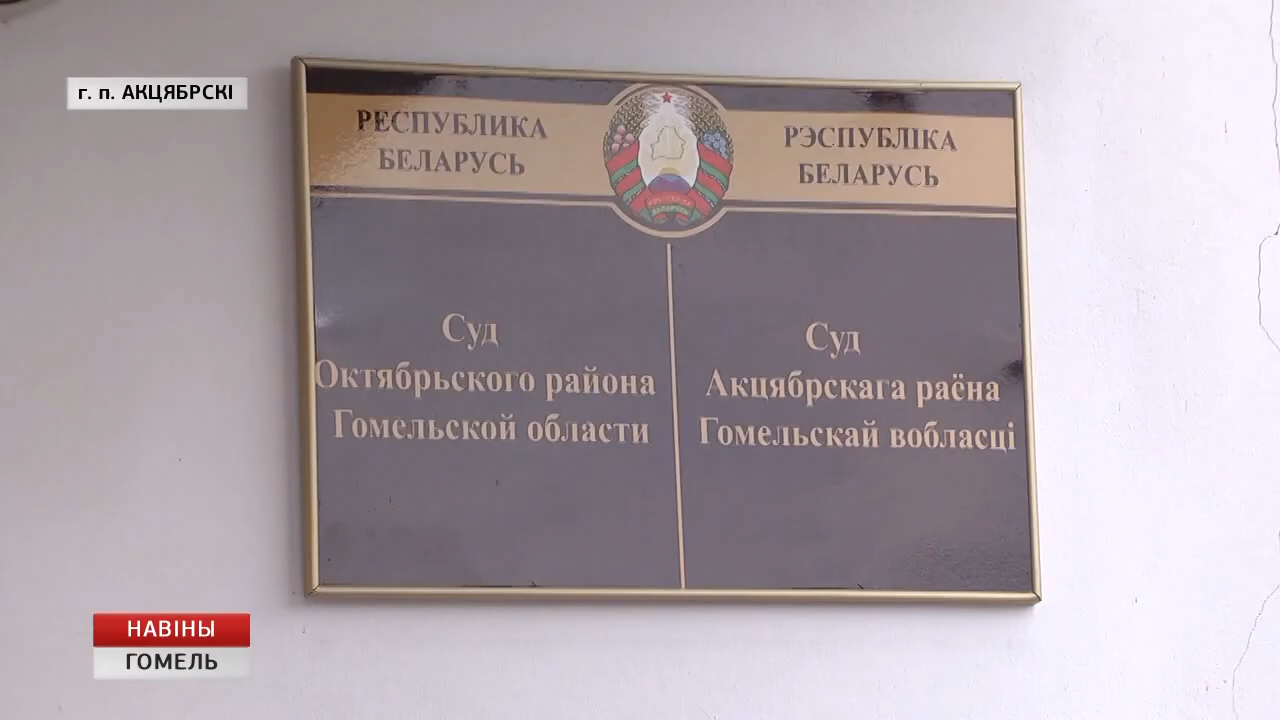 г. п. АКЦЯБРСКІ
РЕСПУБЛИКА
БЕЛАРУСЬ
РЭСПУБЛІКА
БЕЛАРУСЬ
Суд
Октябрьского района
Гомельской области
Суд
Акцябрскага раёна
Гомельскай вобласці
НАВІНЫ
ГОМЕЛЬ